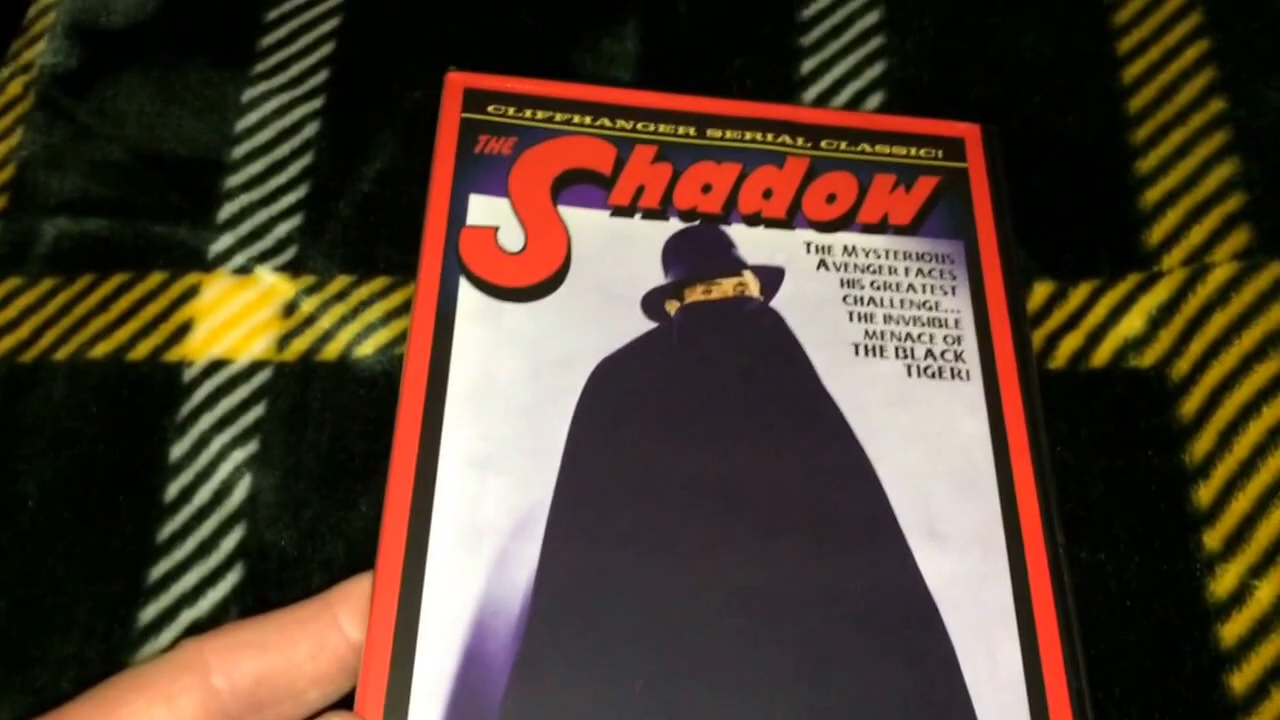 CLIFFHANGER SERIAL CLASSIC!
THE Shadow
THE MYSTERIOUS
AVENGER FACES
HIS GREATEST
CHALLENGE...
THE INVISIBLE
MENACE OF
THE BLACK
TIGER!